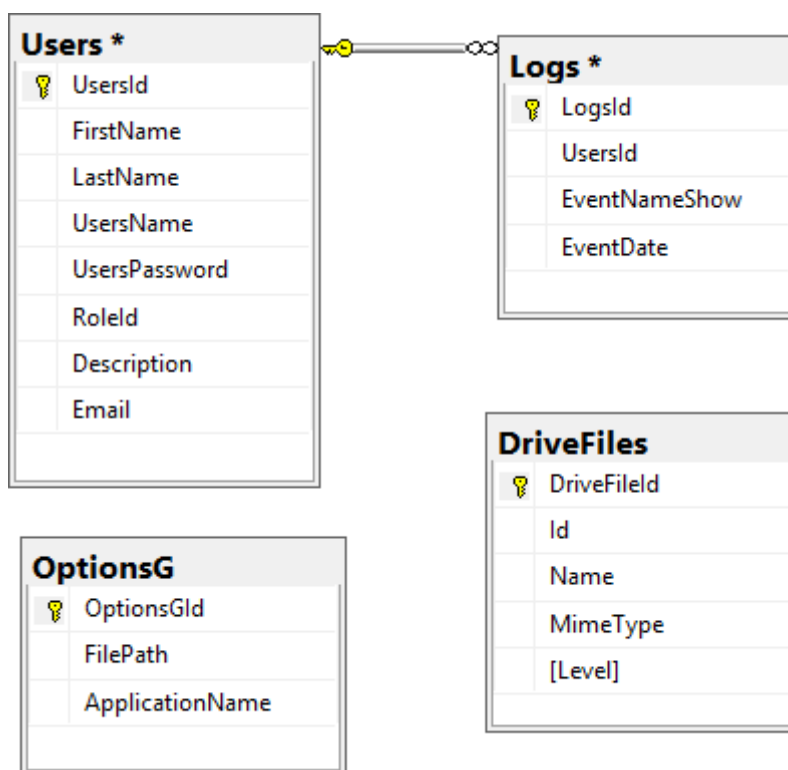 Users *
UsersId
FirstName
LastName
UsersName
UsersPassword
RoleId
Description
Email
Logs *
LogsId
UsersId
EventNameShow
EventDate
DriveFiles
DriveFileId
Id
Name
MimeType
[Level]
OptionsG
OptionsGId
FilePath
ApplicationName